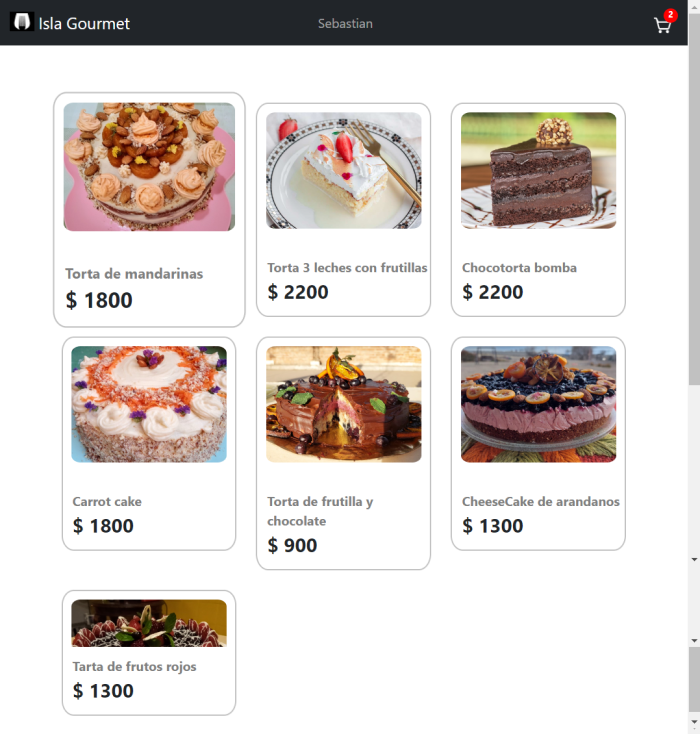 Isla Gourmet
Sebastian
2
Torta de mandarinas
$ 1800
Torta 3 leches con frutillas
$ 2200
Chocotorta bomba
$ 2200
Carrot cake
$ 1800
Torta de frutilla y
chocolate
$ 900
CheeseCake de arandanos
$ 1300
Tarta de frutos rojos
$ 1300